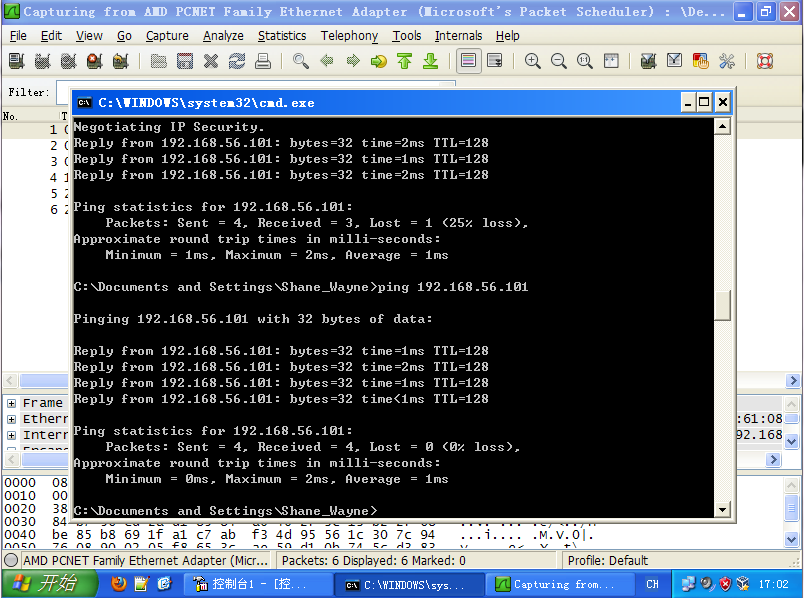 Capturing from AMD PCNET Family Ethernet Adapter (Microsoft's Packet Scheduler) : \De...
File Edit View Go Capture Analyze Statistics Telephony Tools Internals Help
Filter:
No.
1
2
3
4
5
6
C:\WINDOWS\system32\cmd.exe
Negotiating IP Security.
Reply from 192.168.56.101: bytes=32 time=2ms TTL=128
Reply from 192.168.56.101: bytes=32 time=1ms TTL=128
Reply from 192.168.56.101: bytes=32 time=2ms TTL=128
Ping statistics for 192.168.56.101:
Packets: Sent = 4, Received = 3, Lost = 1 (25% loss),
Approximate round trip times in milli-seconds:
Minimum = 1ms, Maximum = 2ms, Average = 1ms
C:\Documents and Settings\Shane_Wayne>ping 192.168.56.101
Pinging 192.168.56.101 with 32 bytes of data:
Reply from 192.168.56.101: bytes=32 time=1ms TTL=128
Reply from 192.168.56.101: bytes=32 time=2ms TTL=128
Reply from 192.168.56.101: bytes=32 time=1ms TTL=128
Reply from 192.168.56.101: bytes=32 time<1ms TTL=128
Ping statistics for 192.168.56.101:
Packets: Sent = 4, Received = 4, Lost = 0 (0% loss),
Approximate round trip times in milli-seconds:
Minimum = 0ms, Maximum = 2ms, Average = 1ms
C:\Documents and Settings\Shane_Wayne>
Frame
Ethern :61:08
Intern 92.168
0000 08
0010 00
0020 38
0030 84
0040 be 85 b8 69 1f a1 c7 ab f3 4d 95 56 1c 30 7c 94 ...i.... .M.V.0|.
0050
AMD PCNET Family Ethernet Adapter (Micr... Packets: 6 Displayed: 6 Marked: 0 Profile: Default
开始 控制台1 - [控... C:\WINDOWS\sys... Capturing from... CH 17:02